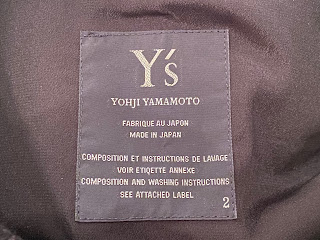 Y's
YOHJI YAMAMOTO
FABRIQUE AU JAPON
MADE IN JAPAN
COMPOSITION ET INSTRUCTIONS DE LAVAGE
VOIR ETIQETTE ANNEXE
COMPOSITION AND WASHING INSTRUCTIONS
SEE ATTACHED LABEL
2